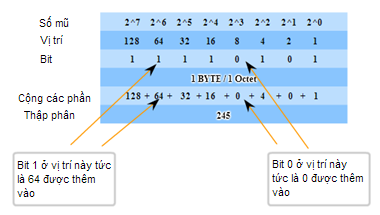 Số mũ 2^7 2^6 2^5 2^4 2^3 2^2 2^1 2^0
Vị trí 128 64 32 16 8 4 2 1
Bit 1 1 1 1 0 1 0 1
1 BYTE / 1 Octet
Cộng các phần 128 + 64 + 32 + 16 + 0 + 4 + 0 + 1
Thập phân 245
Bit 1 ở vị trí này tức
là 64 được thêm
vào
Bit 0 ở vị trí này
tức là 0 được thêm
vào